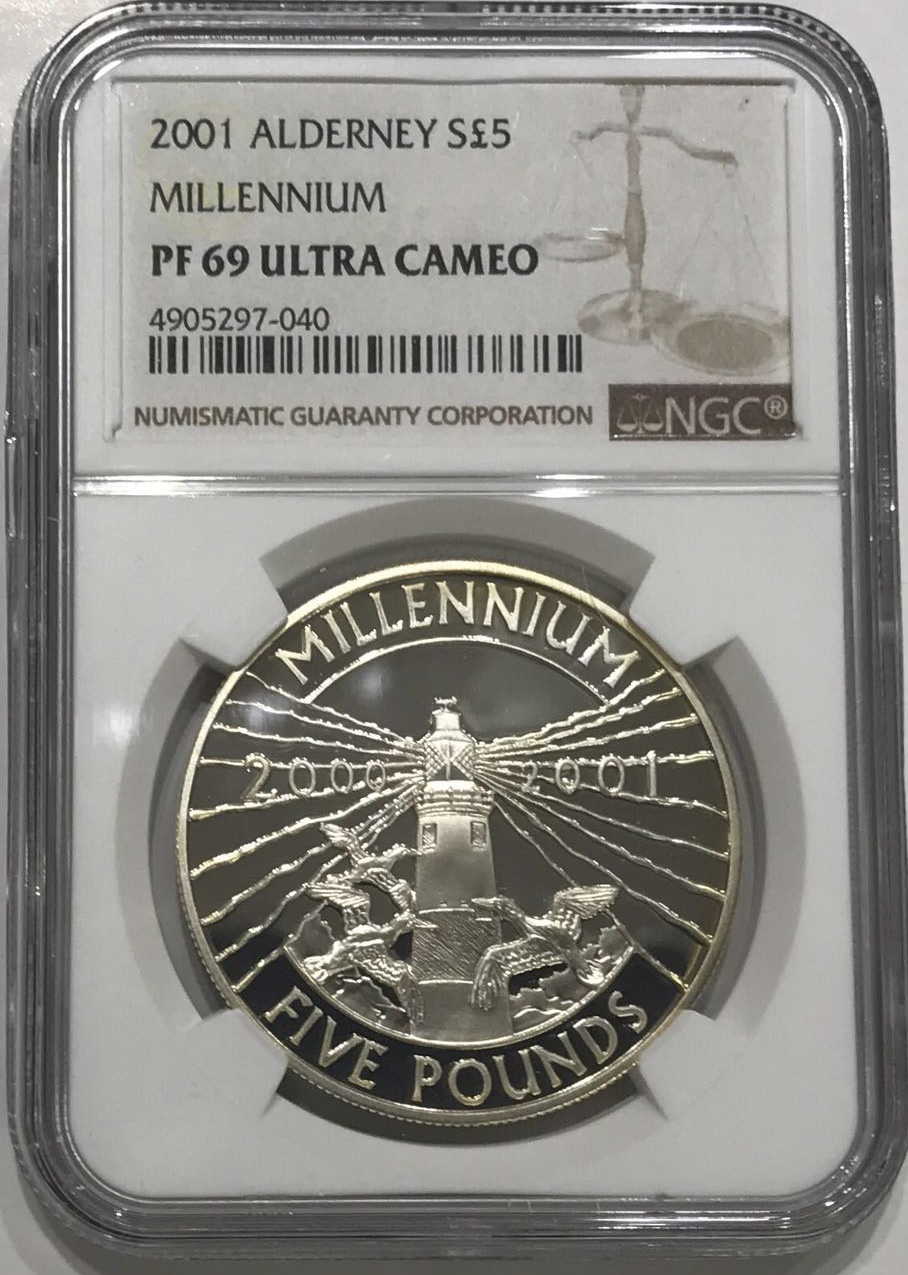 2001 ALDERNEY S£5
MILLENNIUM
PF 69 ULTRA CAMEO
4905297-040
NUMISMATIC GUARANTY CORPORATION
NGC®
MILLENNIUM
2000 2001
FIVE POUNDS